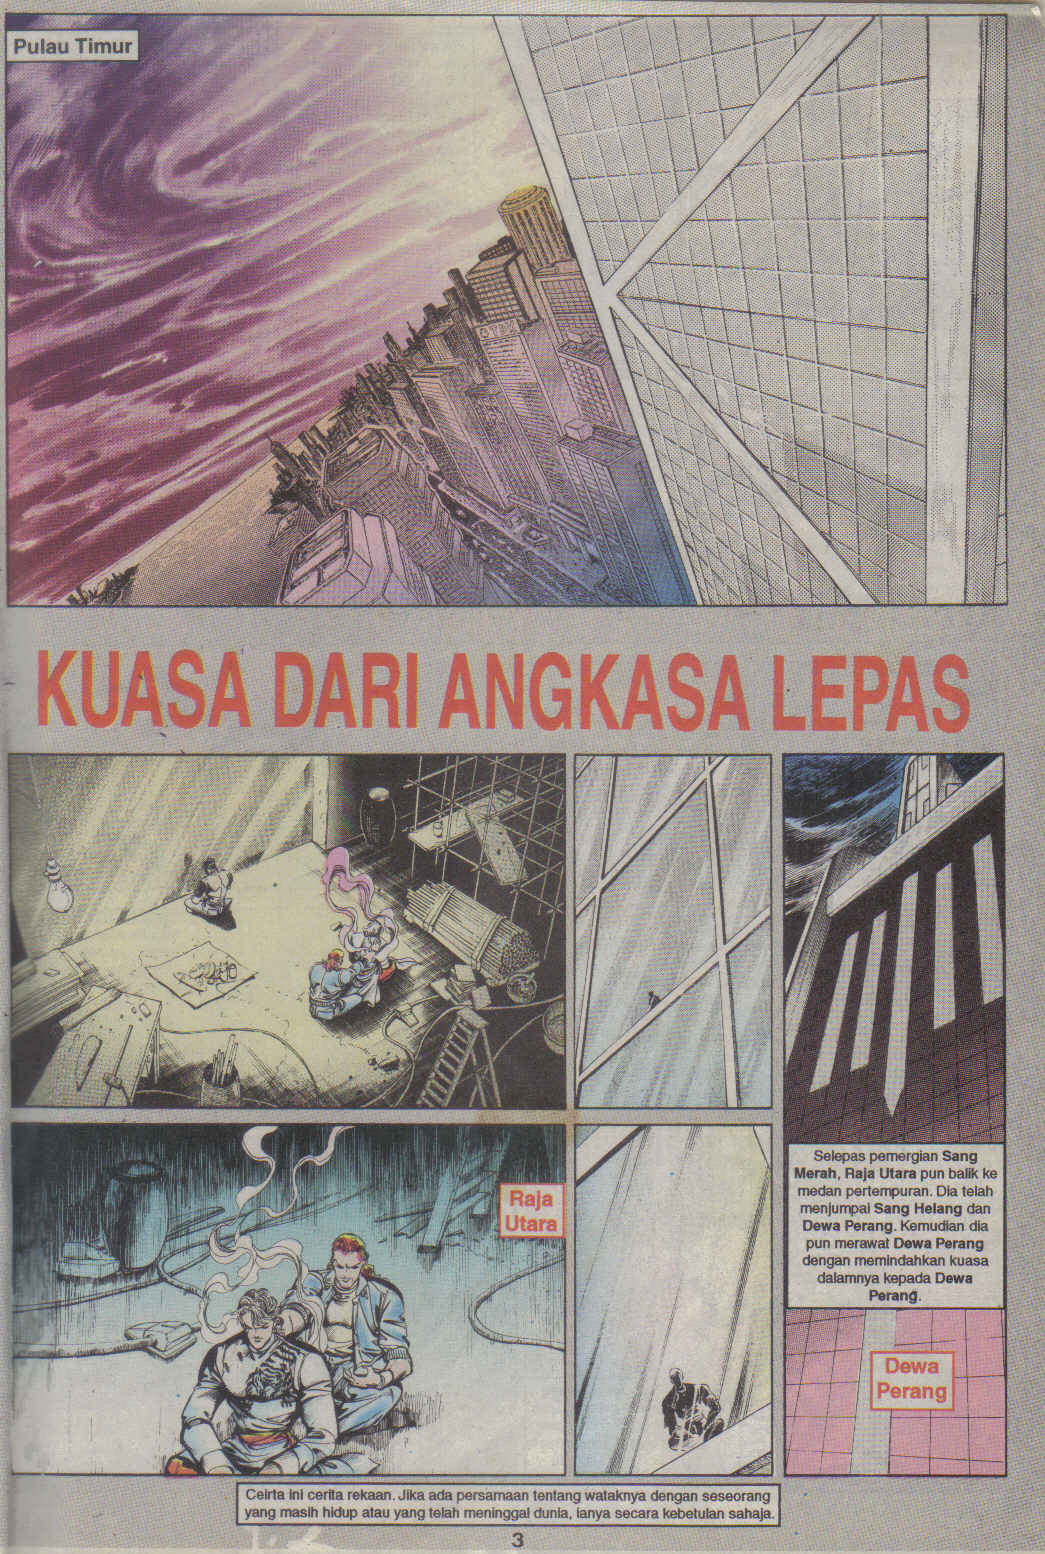 Pulau Timur
KUASA DARI ANGKASA LEPAS
Raja
Utara
Selepas pemergian Sang
Merah, Raja Utara pun balik ke
medan pertempuran. Dia telah
menjumpai Sang Helang dan
Dewa Perang. Kemudian dia
pun merawat Dewa Perang
dengan memindahkan kuasa
dalamnya kepada Dewa
Perang.
Dewa
Perang
Ceirta ini cerita rekaan. Jika ada persamaan tentang wataknya dengan seseorang
yang masih hidup atau yang telah meninggal dunia, ianya secara kebetulan sahaja.
3